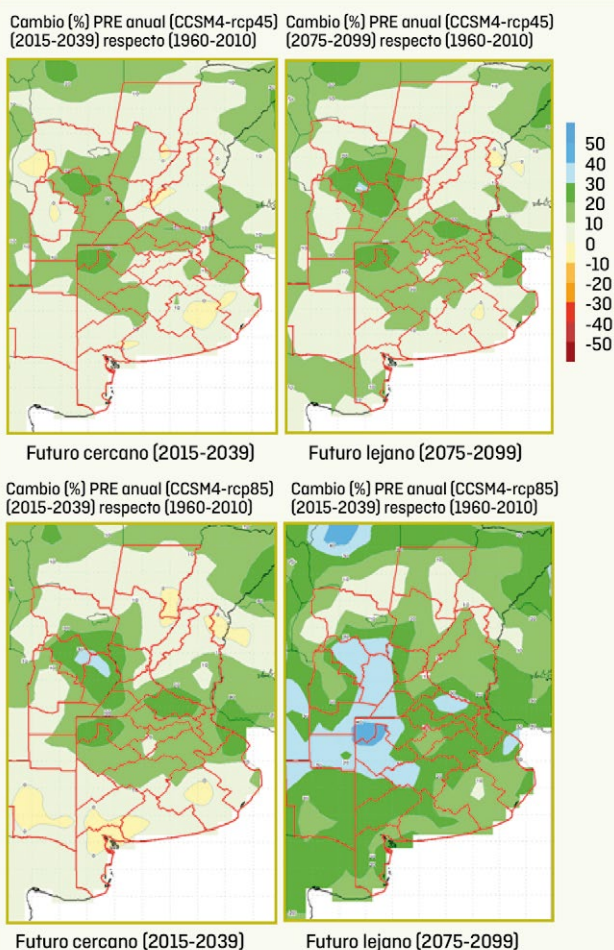 Cambio (%) PRE anual (CCSM4-rcp45)
(2015-2039) respecto (1960-2010)
Cambio (%) PRE anual (CCSM4-rcp45)
(2075-2099) respecto (1960-2010)
50
40
30
20
10
0
-10
-20
-30
-40
-50
Futuro cercano (2015-2039)
Futuro lejano (2075-2099)
Cambio (%) PRE anual (CCSM4-rcp85)
(2015-2039) respecto (1960-2010)
Cambio (%) PRE anual (CCSM4-rcp85)
(2015-2039) respecto (1960-2010)
Futuro cercano (2015-2039)
Futuro lejano (2075-2099)